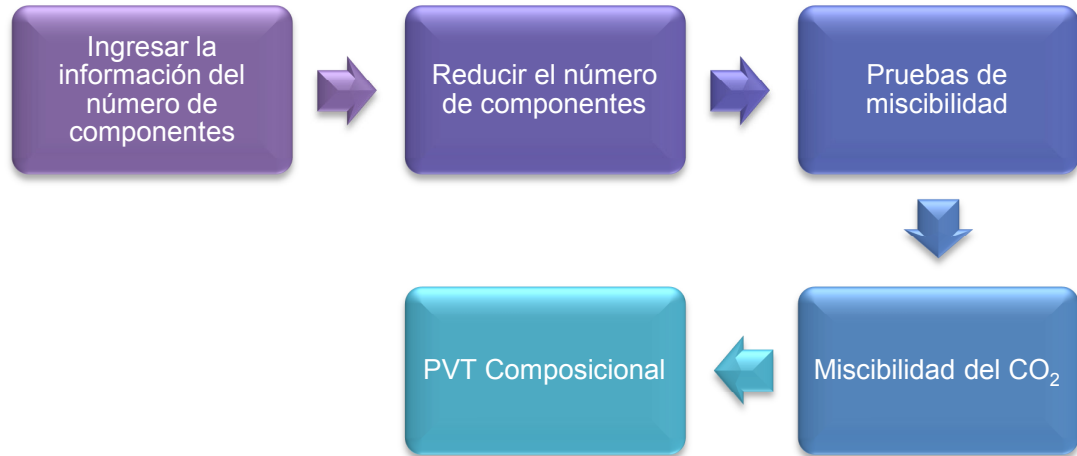 Ingresar la
información del
número de
componentes
Reducir el número
de componentes
Pruebas de
miscibilidad
Miscibilidad del CO₂
PVT Composicional